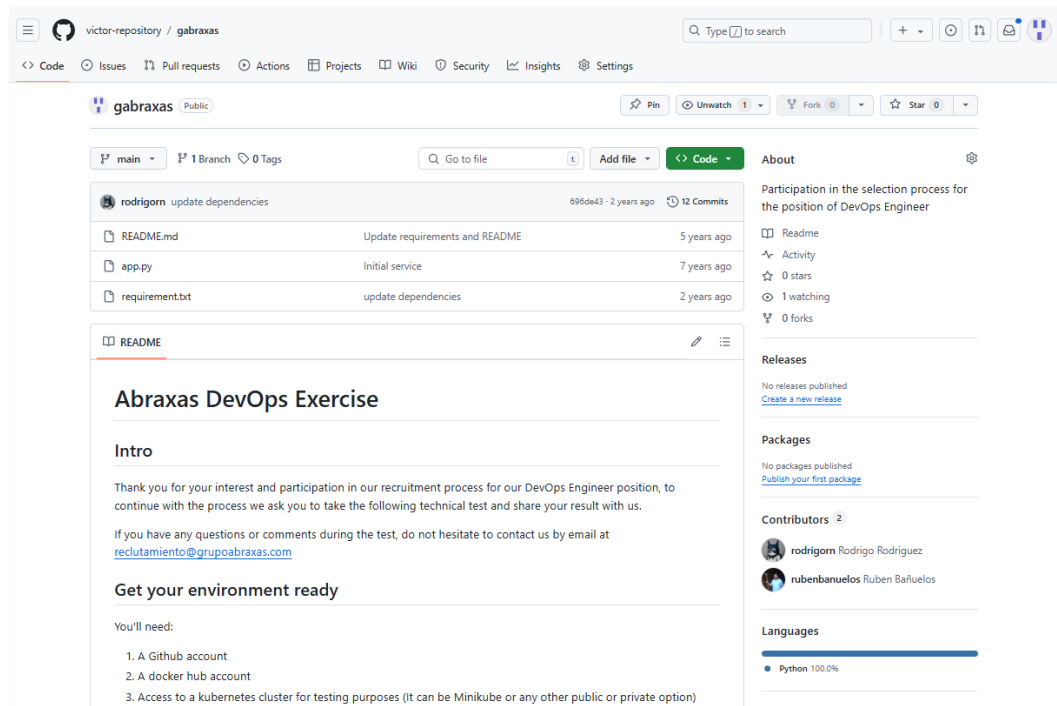 victor-repository / gabraxas
Type / to search
Code
Issues
Pull requests
Actions
Projects
Wiki
Security
Insights
Settings
gabraxas Public
Pin
Unwatch 1
Fork 0
Star 0
main
1 Branch
0 Tags
Go to file t
Add file
Code
rodrigorn update dependencies 696de43 · 2 years ago 12 Commits
README.md Update requirements and README 5 years ago
app.py Initial service 7 years ago
requirement.txt update dependencies 2 years ago
README
Abraxas DevOps Exercise
Intro
Thank you for your interest and participation in our recruitment process for our DevOps Engineer position, to
continue with the process we ask you to take the following technical test and share your result with us.
If you have any questions or comments during the test, do not hesitate to contact us by email at
reclutamiento@grupoabraxas.com
Get your environment ready
You'll need:
1. A Github account
2. A docker hub account
3. Access to a kubernetes cluster for testing purposes (It can be Minikube or any other public or private option)
About
Participation in the selection process for
the position of DevOps Engineer
Readme
Activity
0 stars
1 watching
0 forks
Releases
No releases published
Create a new release
Packages
No packages published
Publish your first package
Contributors 2
rodrigorn Rodrigo Rodriguez
rubenbanuelos Ruben Bañuelos
Languages
Python 100.0%